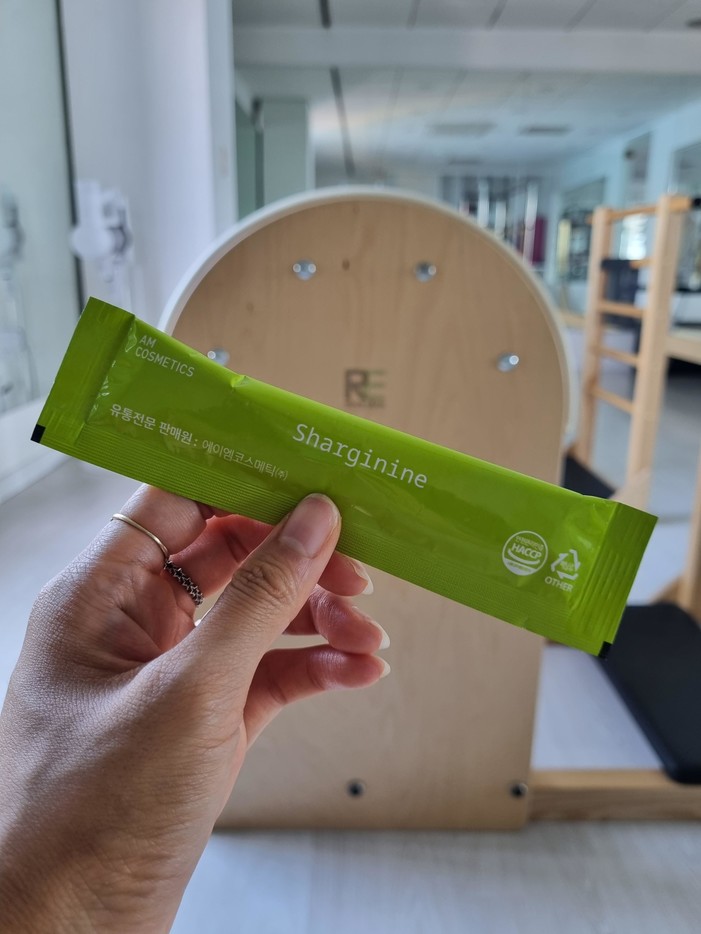 AM
COSMETICS
유통전문 판매원 : 에이엠코스메틱(주)
Sharginine
HACCP
OTHER
RE